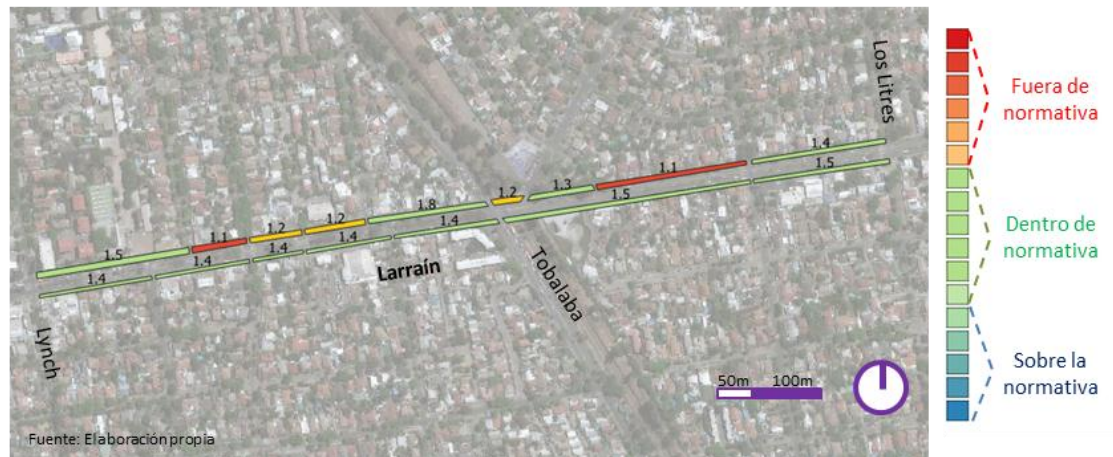 Los Litres
1.4
1.1
1.5
1.3
1.2
1.5
1.8
1.2
1.4
1.2
1.4
1.1
1.4
1.5
1.4
1.4
Larraín
Tobalaba
Lynch
50m 100m
Fuente: Elaboración propia
Fuera de
normativa
Dentro de
normativa
Sobre la
normativa